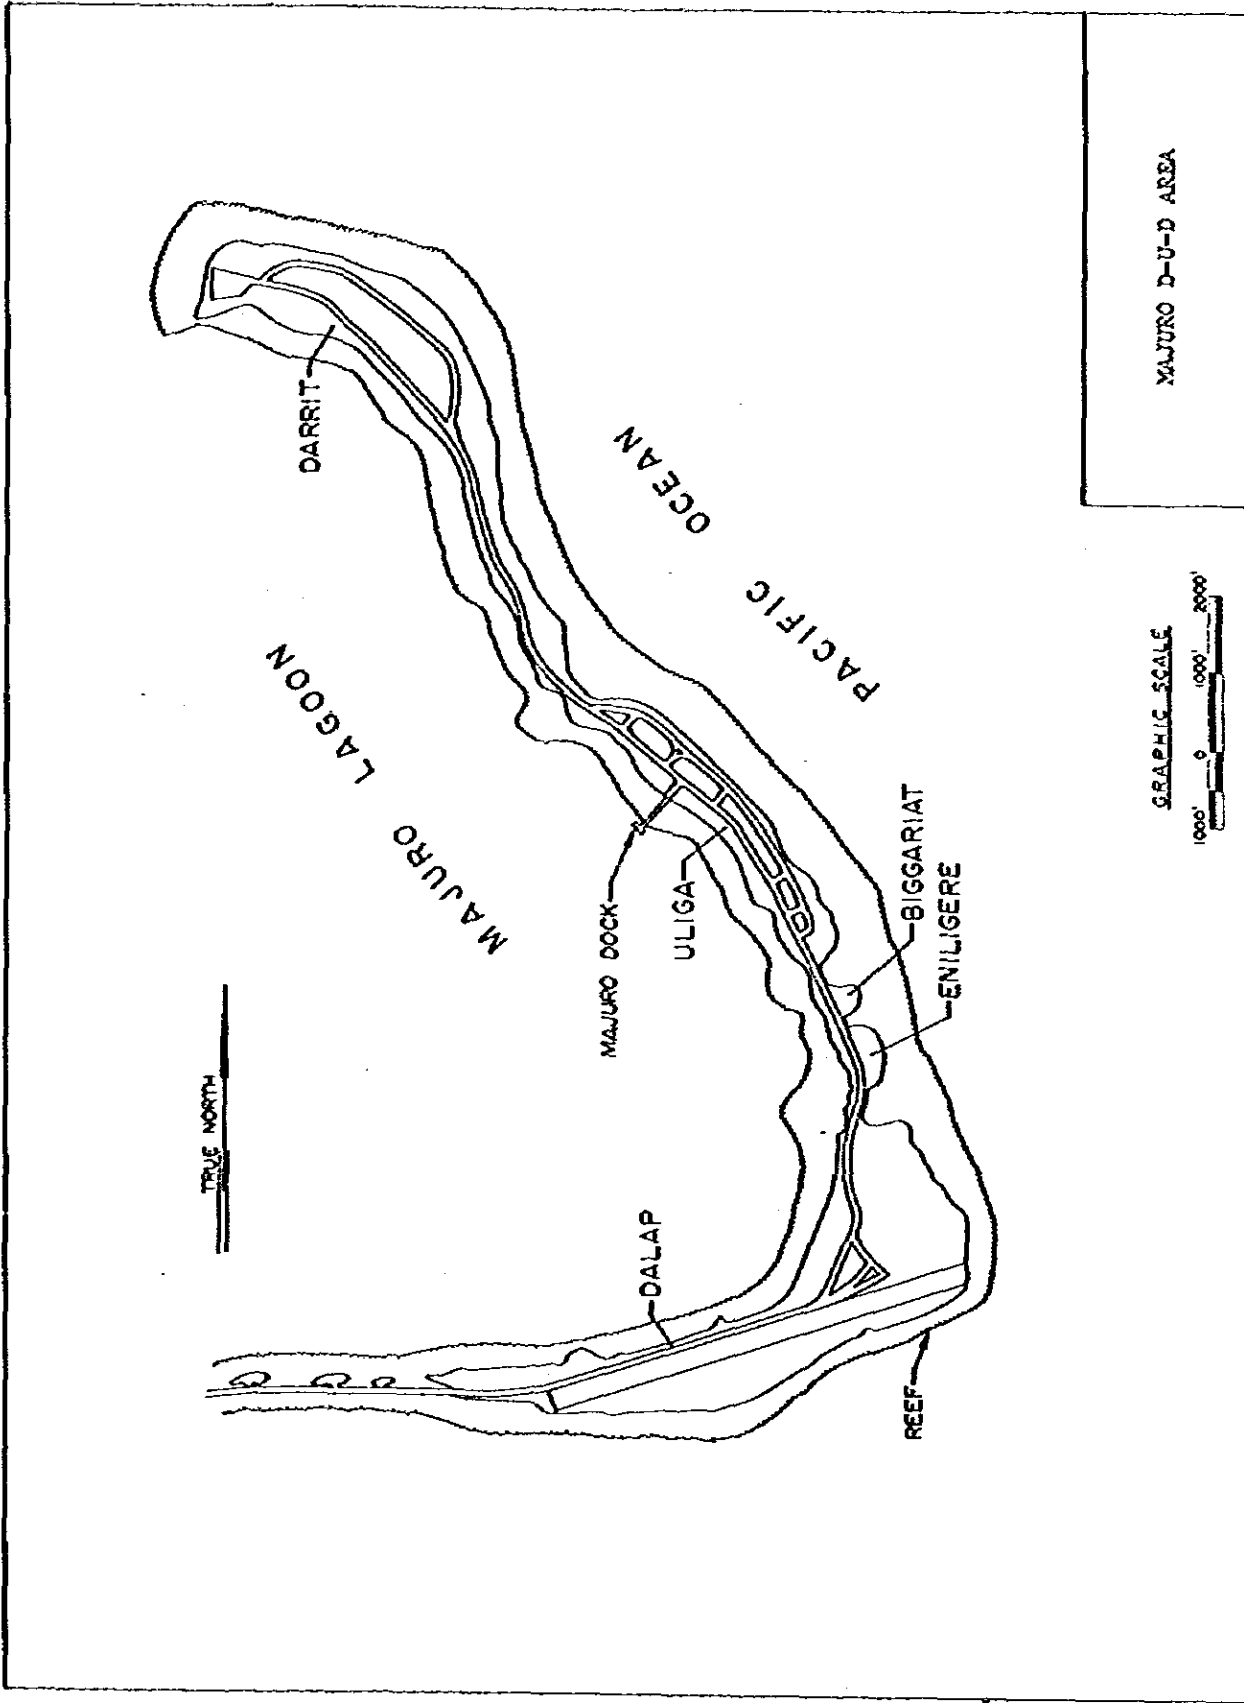 TRUE NORTH
MAJURO LAGOON
DARRIT
PACIFIC OCEAN
MAJURO DOCK
ULIGA
BIGGARIAT
ENILIGERE
DALAP
REEF
GRAPHIC SCALE
1000' 0 1000' 2000'
MAJURO D-U-D AREA